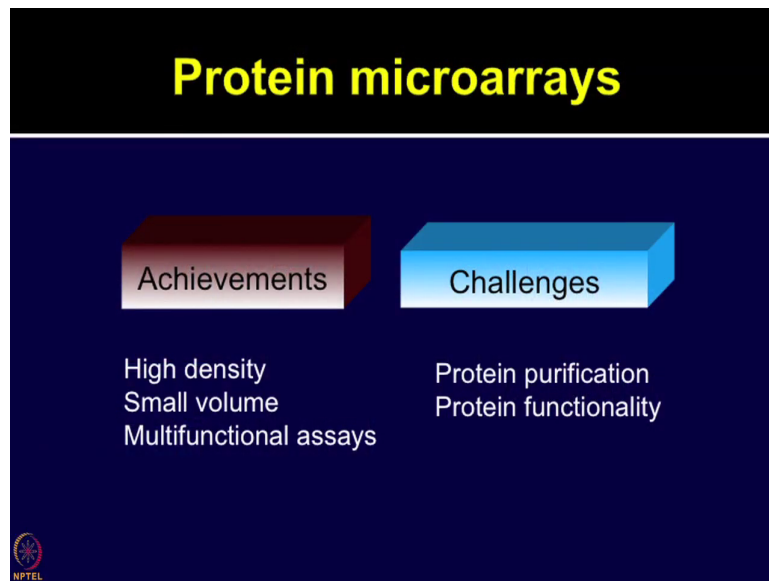 Protein microarrays
Achievements
High density
Small volume
Multifunctional assays
Challenges
Protein purification
Protein functionality
NPTEL